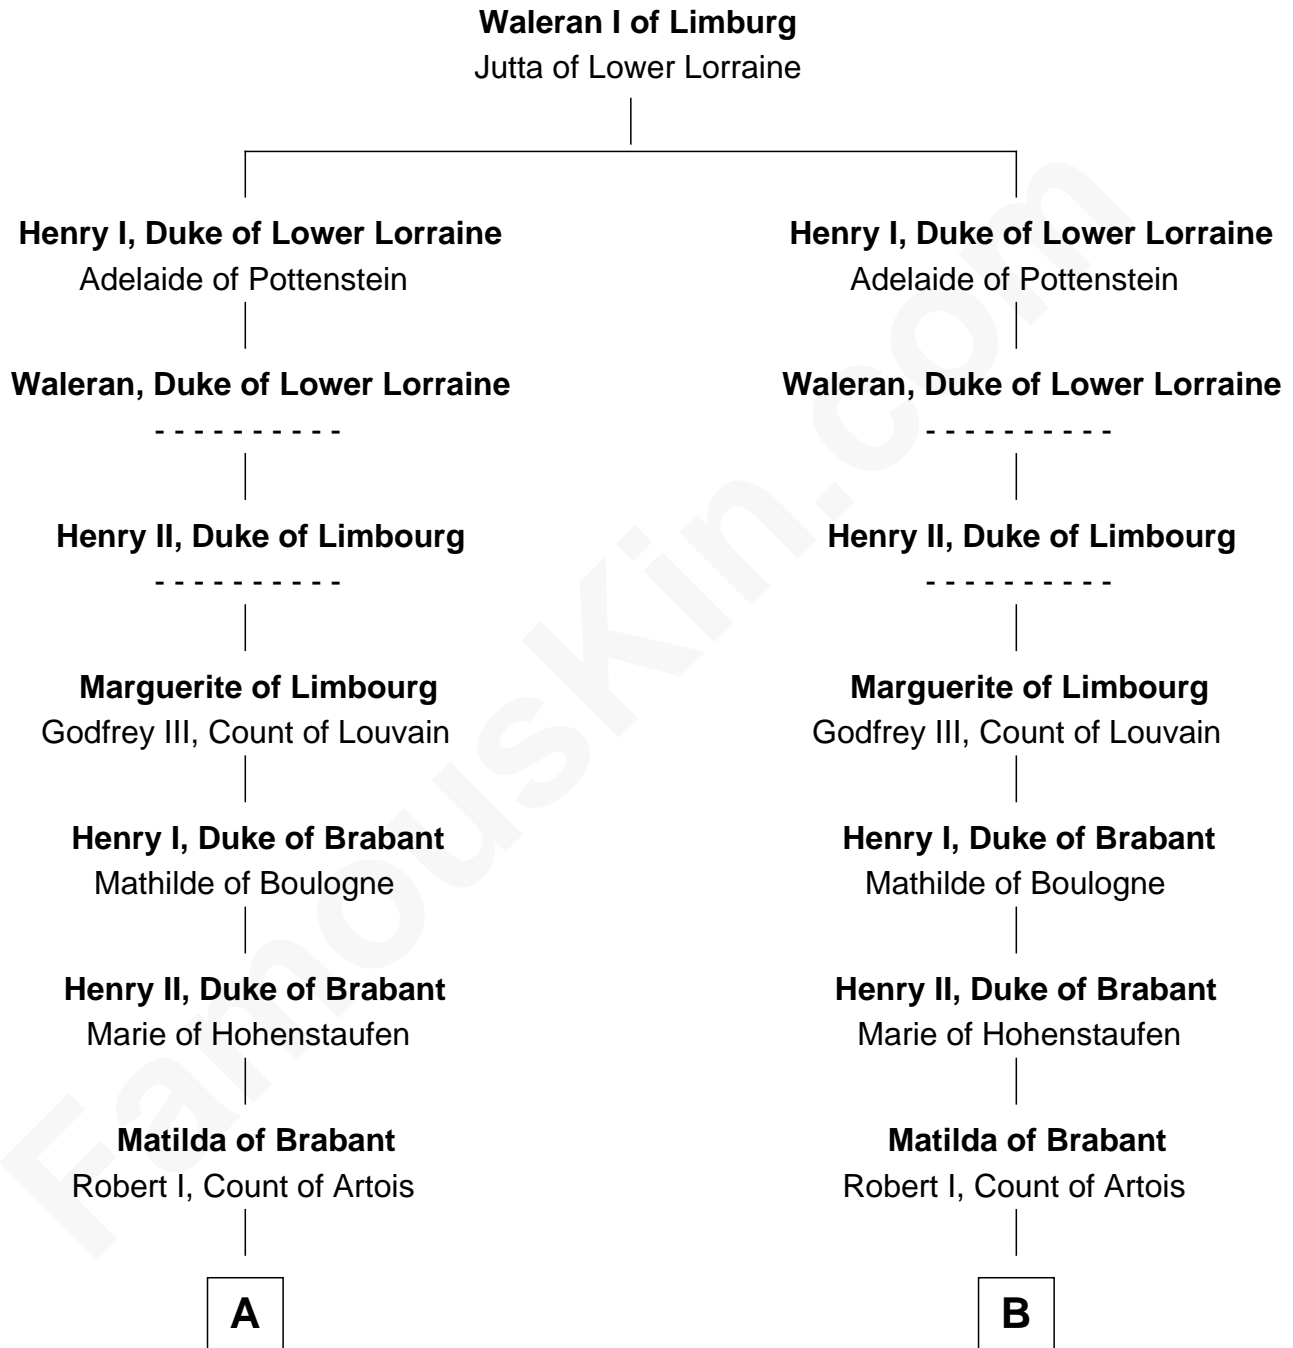 Waleran I of Limburg
Jutta of Lower Lorraine
Henry I, Duke of Lower Lorraine
Adelaide of Pottenstein
Henry I, Duke of Lower Lorraine
Adelaide of Pottenstein
Waleran, Duke of Lower Lorraine
- - - - - - - - - -
Waleran, Duke of Lower Lorraine
- - - - - - - - - -
Henry II, Duke of Limbourg
- - - - - - - - - -
Henry II, Duke of Limbourg
- - - - - - - - - -
Marguerite of Limbourg
Godfrey III, Count of Louvain
Marguerite of Limbourg
Godfrey III, Count of Louvain
Henry I, Duke of Brabant
Mathilde of Boulogne
Henry I, Duke of Brabant
Mathilde of Boulogne
Henry II, Duke of Brabant
Marie of Hohenstaufen
Henry II, Duke of Brabant
Marie of Hohenstaufen
Matilda of Brabant
Robert I, Count of Artois
Matilda of Brabant
Robert I, Count of Artois
A
B
FamousKin.com